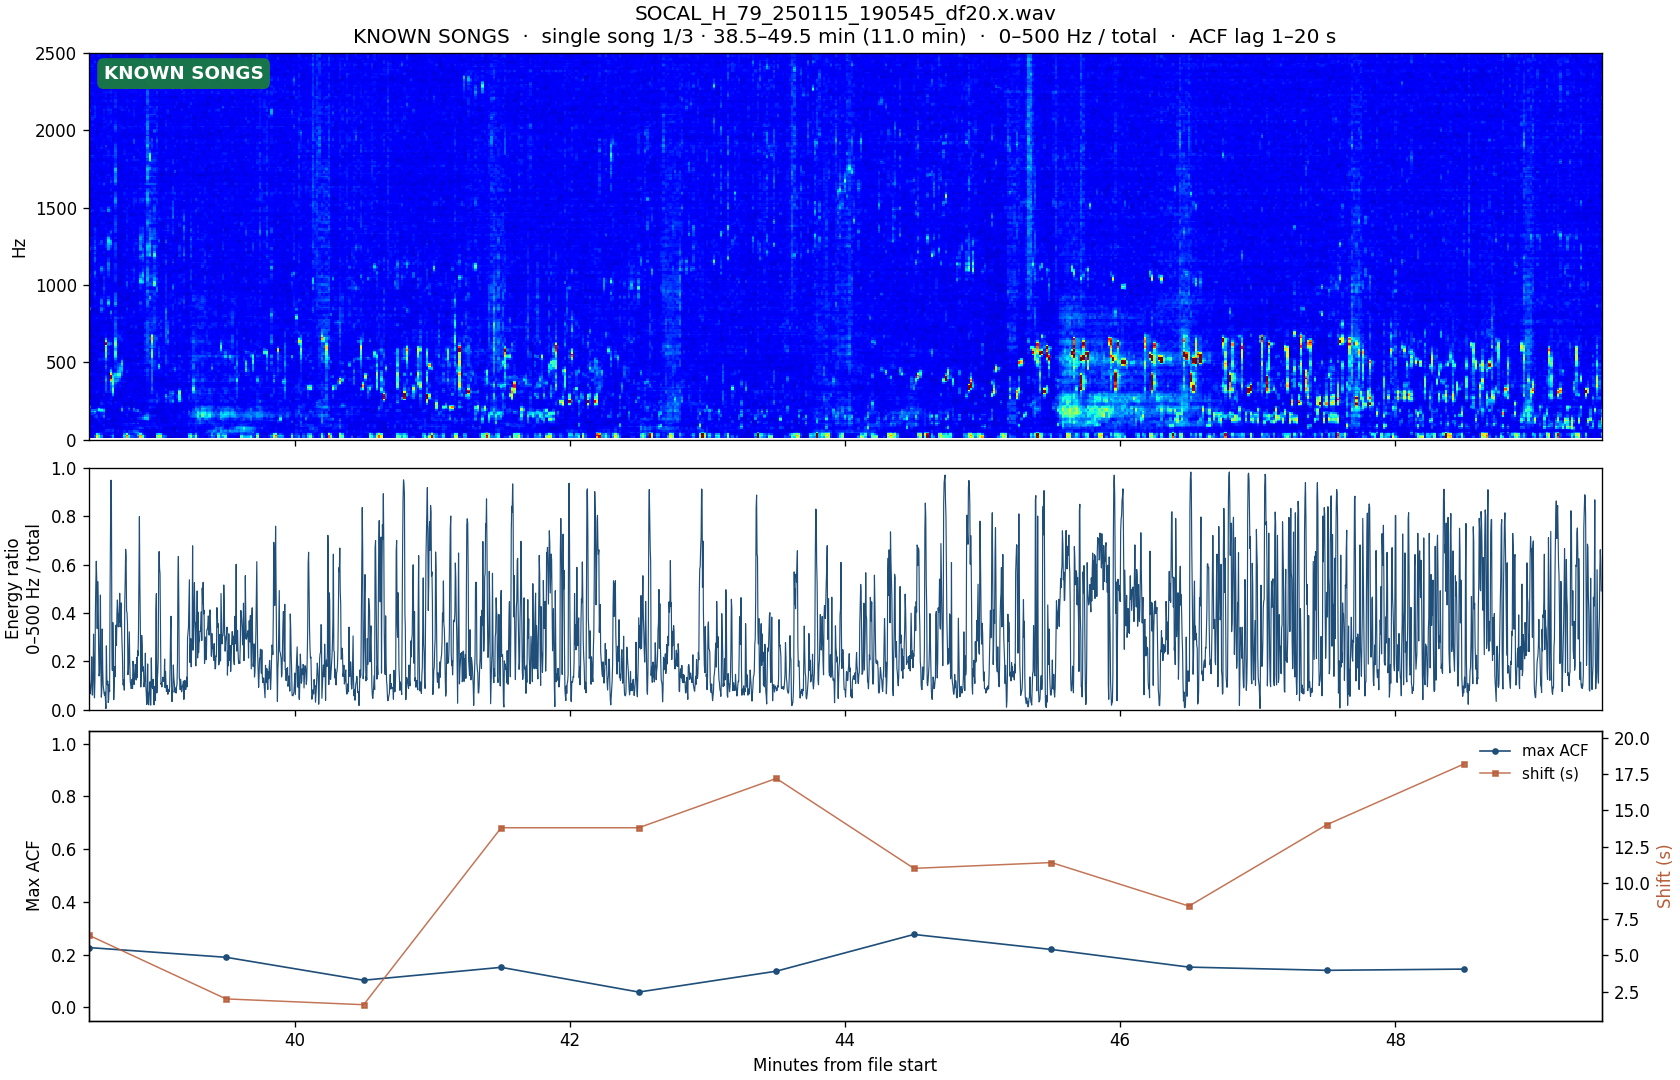 SOCAL_H_79_250115_190545_df20.x.wav
KNOWN SONGS · single song 1/3 · 38.5–49.5 min (11.0 min) · 0–500 Hz / total · ACF lag 1–20 s
KNOWN SONGS
2500
2000
1500
1000
500
0
Hz
1.0
0.8
0.6
0.4
0.2
0.0
Energy ratio
0–500 Hz / total
1.0
0.8
0.6
0.4
0.2
0.0
Max ACF
max ACF
shift (s)
20.0
17.5
15.0
12.5
10.0
7.5
5.0
2.5
Shift (s)
40
42
44
46
48
Minutes from file start